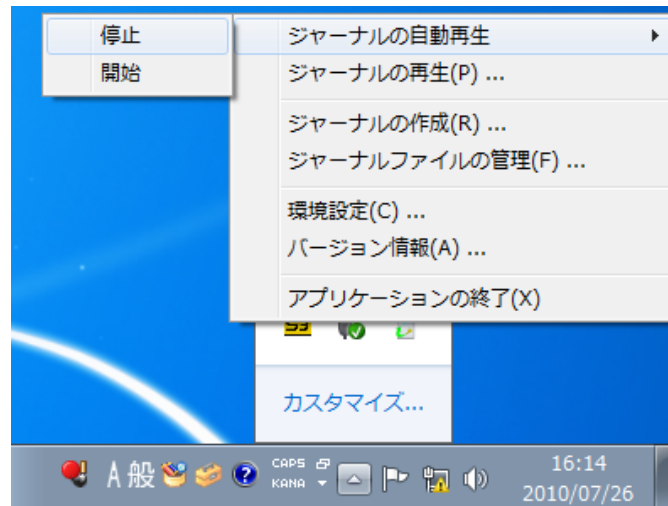 停止
開始
ジャーナルの自動再生
ジャーナルの再生(P) ...
ジャーナルの作成(R) ...
ジャーナルファイルの管理(F) ...
環境設定(C) ...
バージョン情報(A) ...
アプリケーションの終了(X)
カスタマイズ...
A 般
CAPS
KANA
16:14
2010/07/26